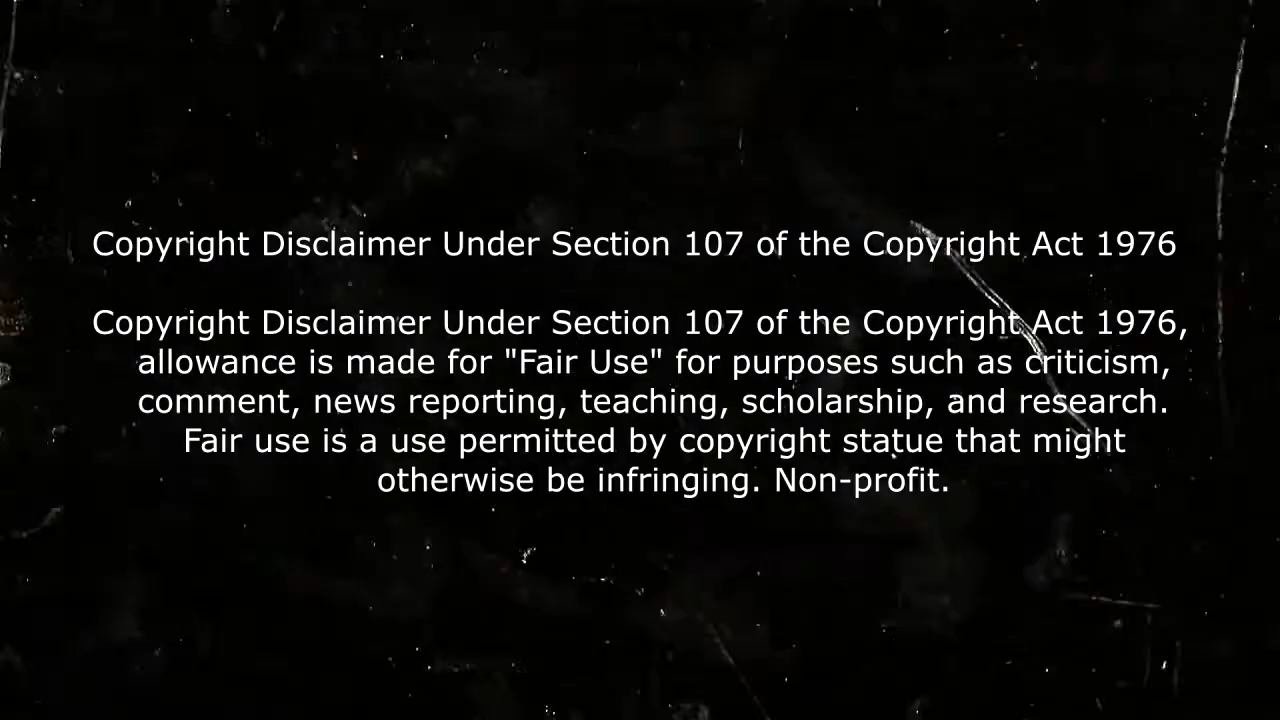 Copyright Disclaimer Under Section 107 of the Copyright Act 1976
Copyright Disclaimer Under Section 107 of the Copyright Act 1976,
allowance is made for "Fair Use" for purposes such as criticism,
comment, news reporting, teaching, scholarship, and research.
Fair use is a use permitted by copyright statue that might
otherwise be infringing. Non-profit.